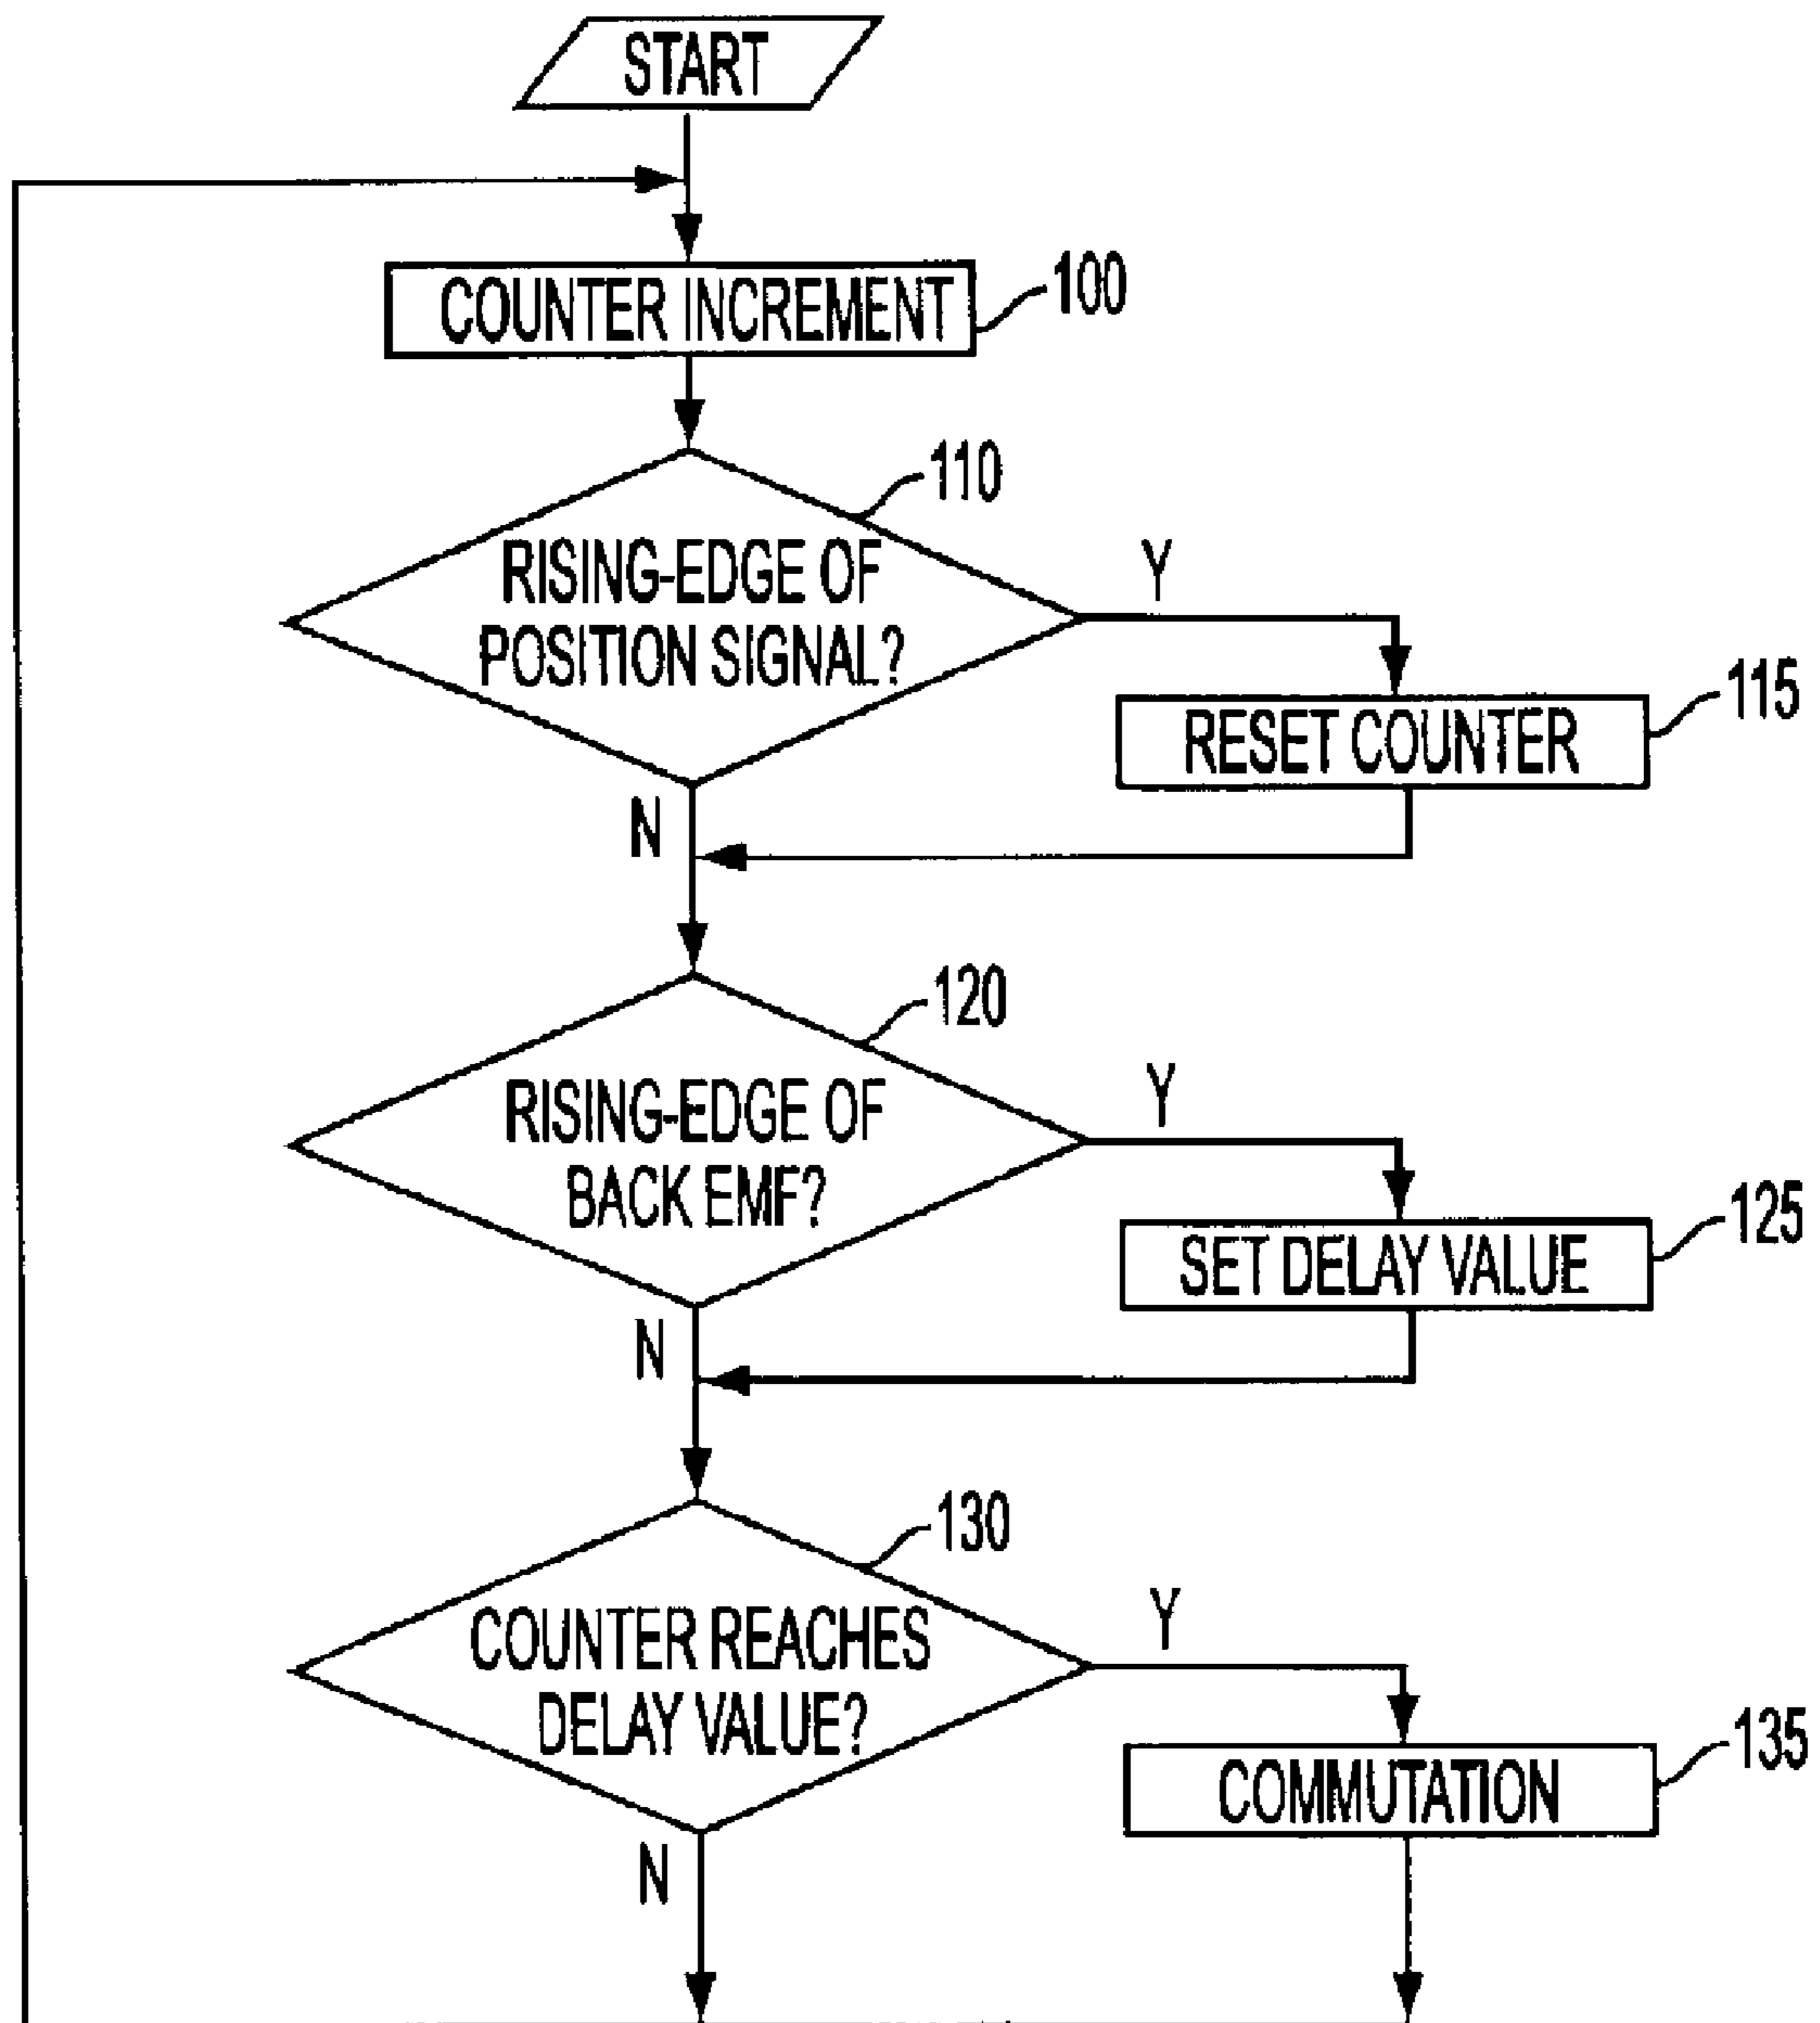 START
COUNTER INCREMENT
100
110
RISING-EDGE OF
POSITION SIGNAL?
Y
115
RESET COUNTER
N
120
RISING-EDGE OF
BACK EMF?
Y
125
SET DELAY VALUE
N
130
COUNTER REACHES
DELAY VALUE?
Y
135
COMMUTATION
N